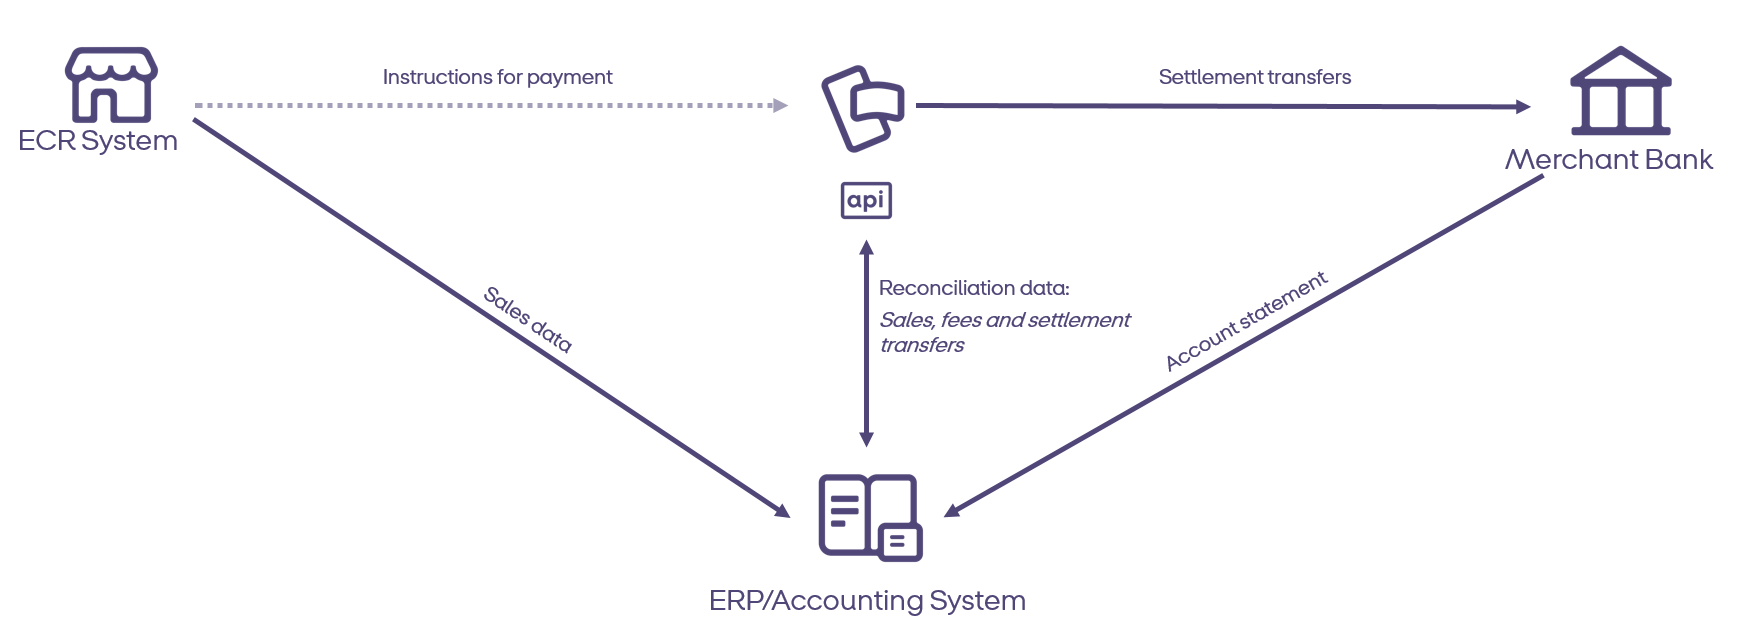 Instructions for payment
Settlement transfers
ECR System
Merchant Bank
api
Sales data
Reconciliation data:
Sales, fees and settlement
transfers
Account statement
ERP/Accounting System